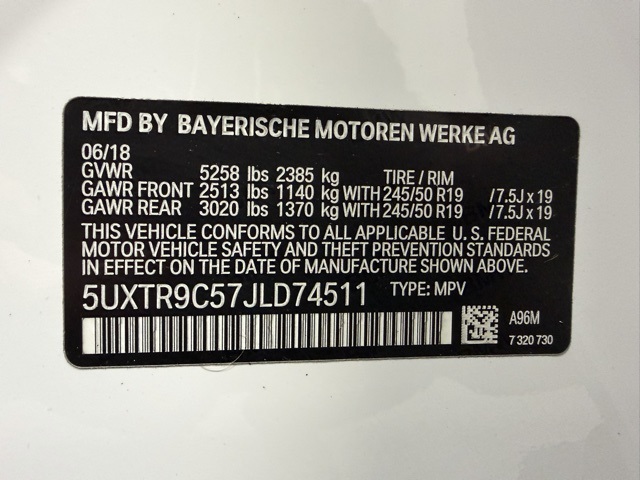 MFD BY BAYERISCHE MOTOREN WERKE AG
06/18
GVWR 5258 lbs 2385 kg TIRE / RIM
GAWR FRONT 2513 lbs 1140 kg WITH 245/50 R19 /7.5J x 19
GAWR REAR 3020 lbs 1370 kg WITH 245/50 R19 /7.5J x 19
THIS VEHICLE CONFORMS TO ALL APPLICABLE U. S. FEDERAL
MOTOR VEHICLE SAFETY AND THEFT PREVENTION STANDARDS
IN EFFECT ON THE DATE OF MANUFACTURE SHOWN ABOVE.
5UXTR9C57JLD74511 TYPE: MPV
A96M
7 320 730